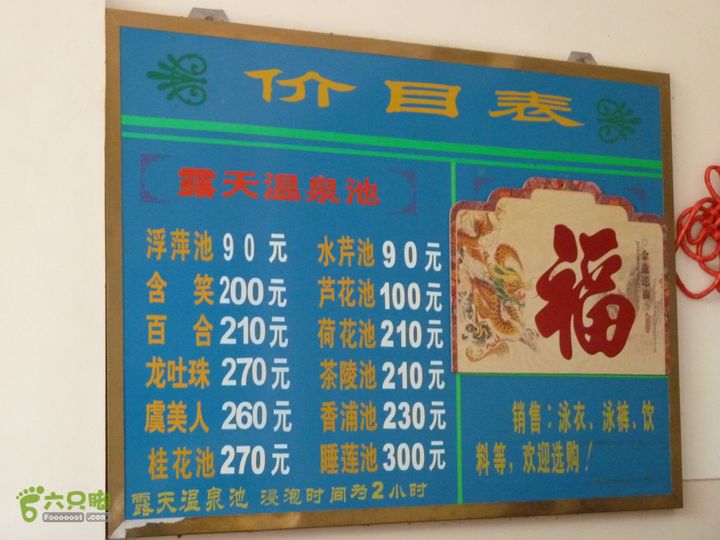 价目表
露天温泉池
浮萍池 90元
含笑 200元
百合 210元
龙吐珠 270元
虞美人 260元
桂花池 270元
水芹池 90元
芦花池 100元
荷花池 210元
茶陵池 210元
香浦池 230元
睡莲池 300元
露天温泉池 浸泡时间为2小时
福
金龍送福
销售：泳衣、泳裤、饮
料等，欢迎选购！
六只脚
Foooooot.com